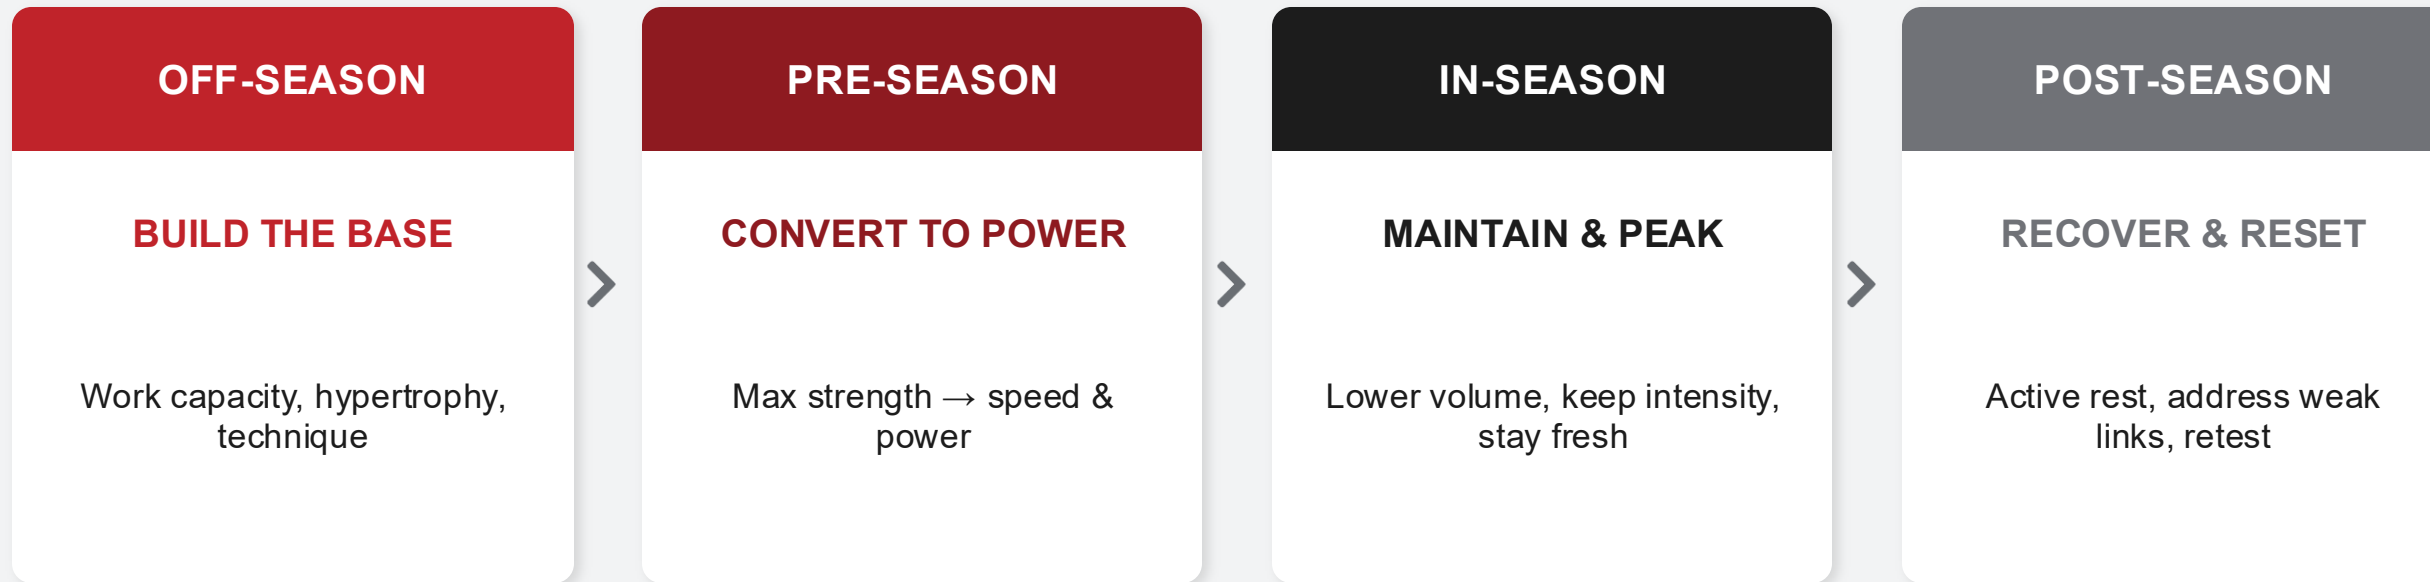 OFF-SEASON
BUILD THE BASE
Work capacity, hypertrophy,
technique
PRE-SEASON
CONVERT TO POWER
Max strength → speed &
power
IN-SEASON
MAINTAIN & PEAK
Lower volume, keep intensity,
stay fresh
POST-SEASON
RECOVER & RESET
Active rest, address weak
links, retest